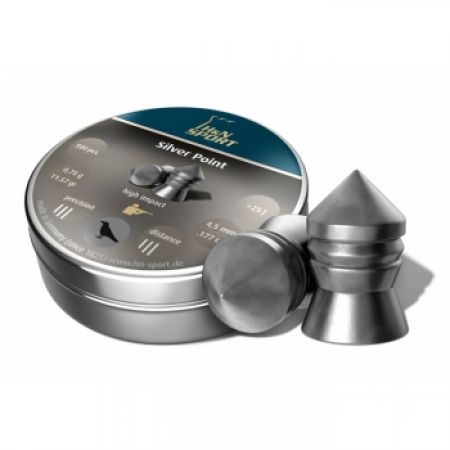 H&N
SPORT
Silver Point
500 pcs.
0,75 g
11.57 gr
high impact
>25 J
precision
distance
4,5 mm
.177
made in Germany (since 1825) www.hn-sport.de